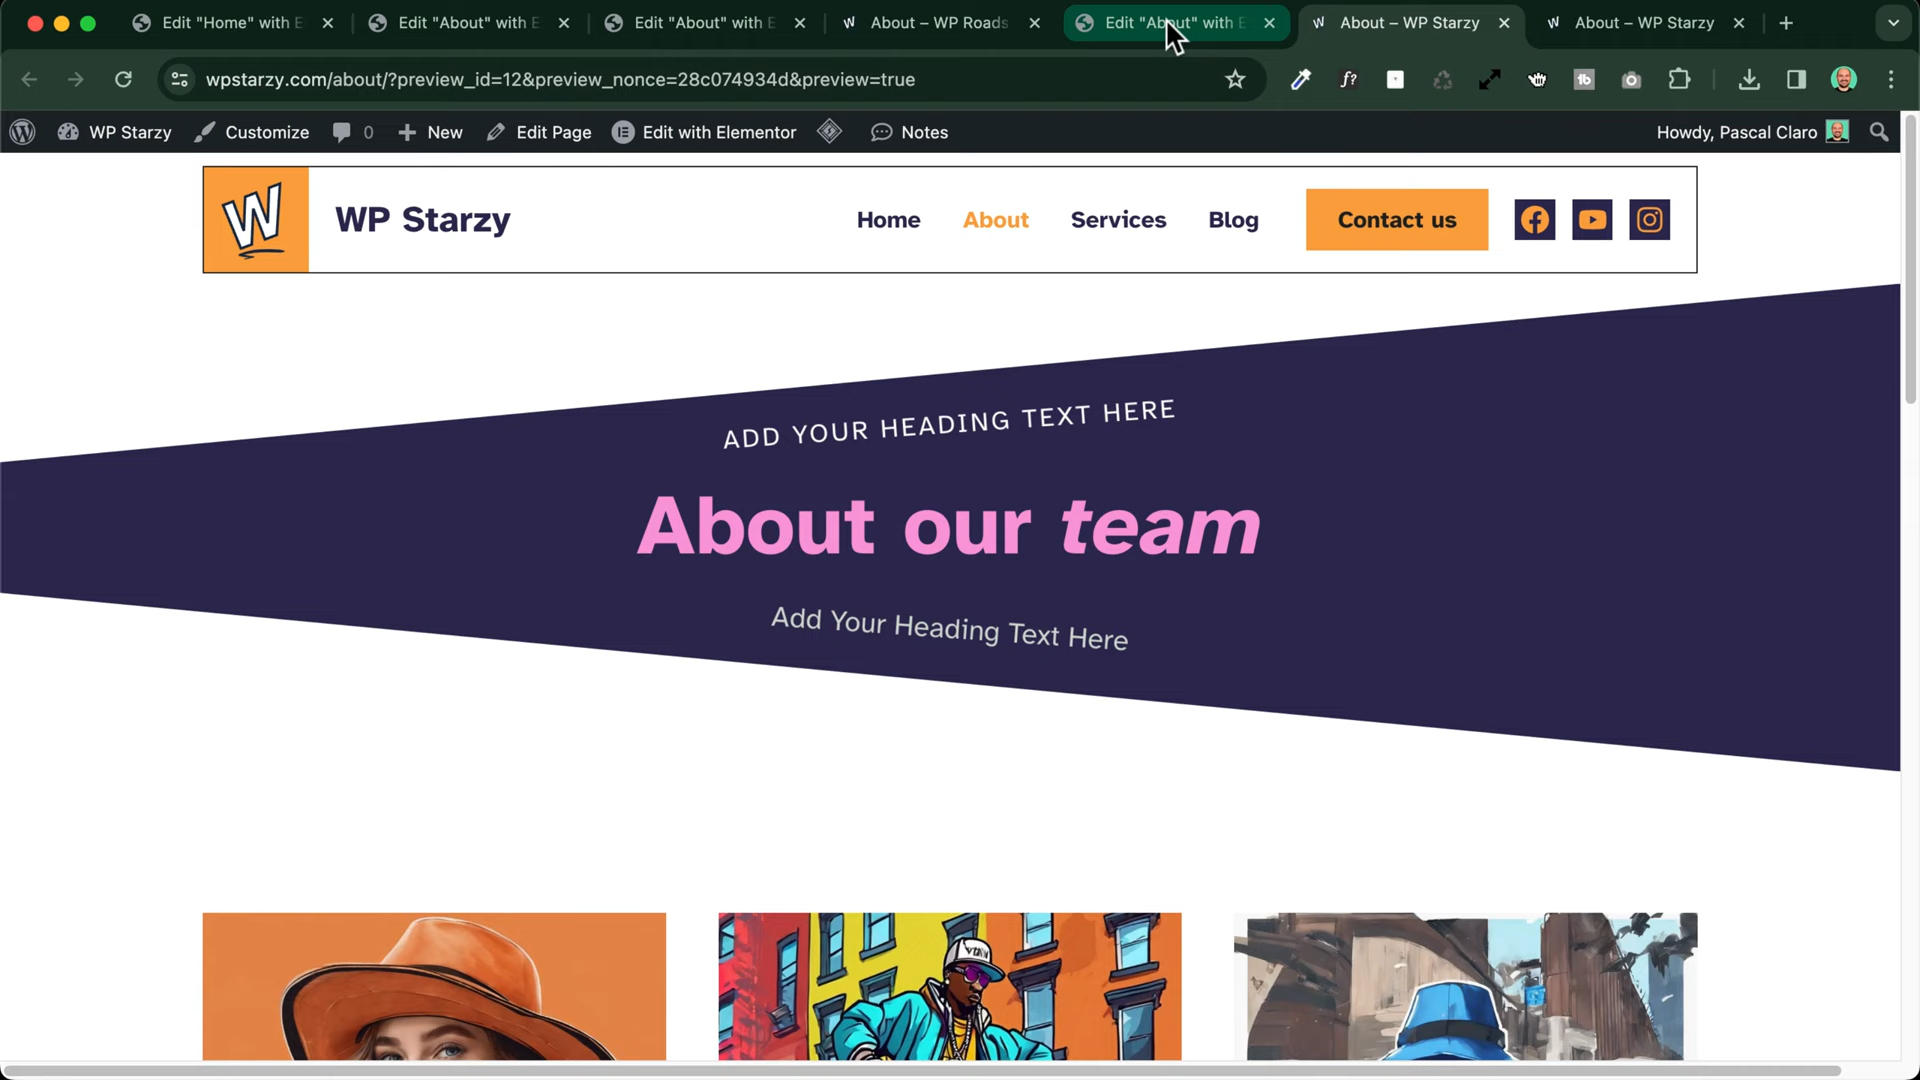 Edit "Home" with E
Edit "About" with E
Edit "About" with E
About – WP Roads
Edit "About" with E
About – WP Starzy
About – WP Starzy
wpstarzy.com/about/?preview_id=12&preview_nonce=28c074934d&preview=true
WP Starzy
Customize
0
New
Edit Page
Edit with Elementor
Notes
Howdy, Pascal Claro
W
WP Starzy
Home
About
Services
Blog
Contact us
ADD YOUR HEADING TEXT HERE
About our team
Add Your Heading Text Here